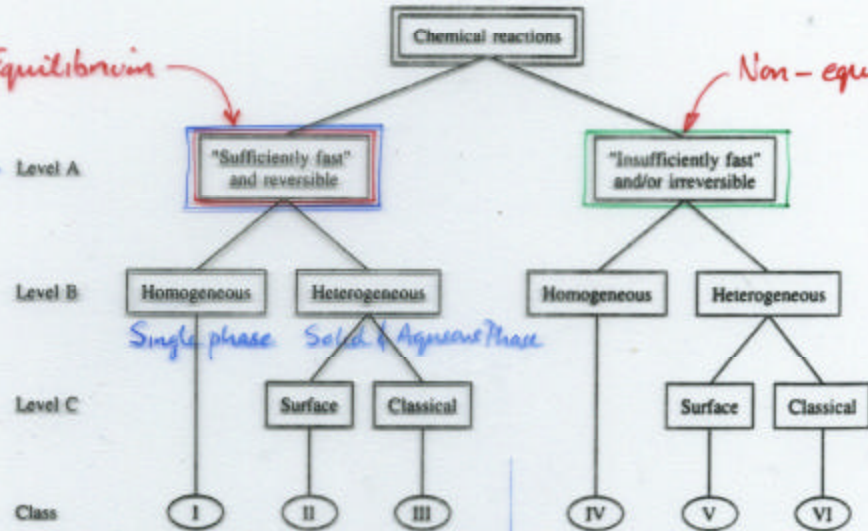 Chemical reactions
Equilibrium
Non-equ
Level A
"Sufficiently fast"
and reversible
"Insufficiently fast"
and/or irreversible
Level B
Homogeneous
Heterogeneous
Homogeneous
Heterogeneous
Single phase
Solid & Aqueous Phase
Level C
Surface
Classical
Surface
Classical
Class
I
II
III
IV
V
VI